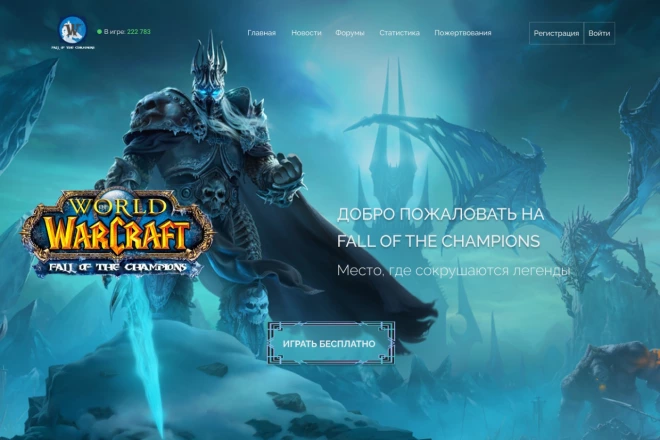 FALL OF THE CHAMPIONS
В игре: 222 783
Главная Новости Форумы Статистика Пожертвования
Регистрация Войти
WORLD
WARCRAFT
FALL OF THE CHAMPIONS
ДОБРО ПОЖАЛОВАТЬ НА
FALL OF THE CHAMPIONS
Место, где сокрушаются легенды
ИГРАТЬ БЕСПЛАТНО